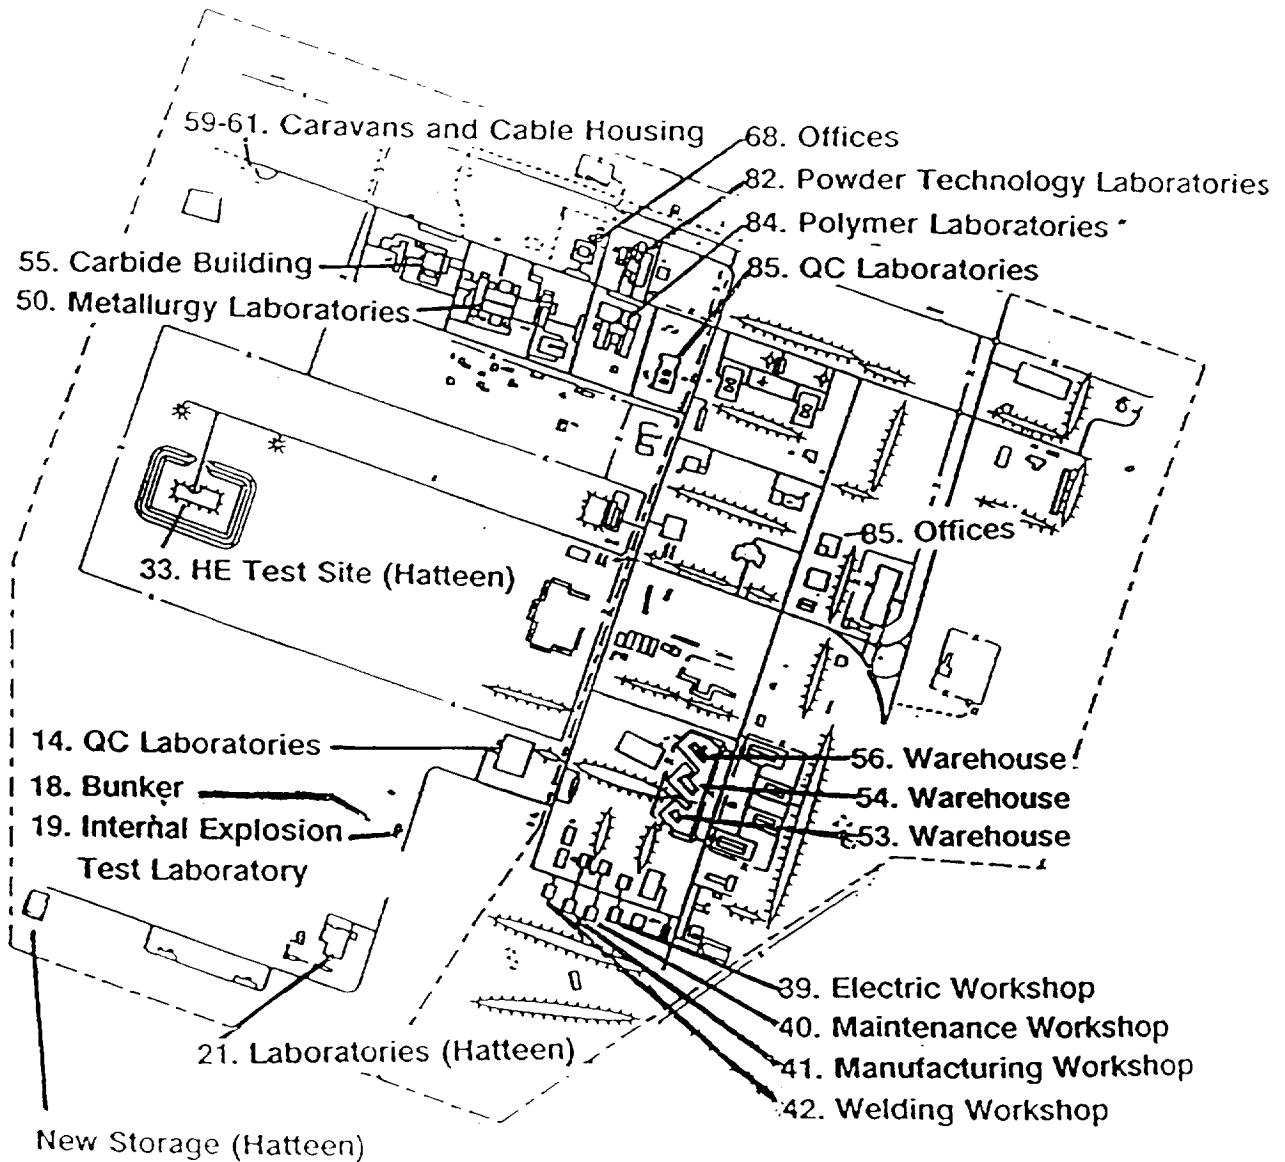 59-61. Caravans and Cable Housing
68. Offices
82. Powder Technology Laboratories
84. Polymer Laboratories
55. Carbide Building
85. QC Laboratories
50. Metallurgy Laboratories
85. Offices
33. HE Test Site (Hatteen)
14. QC Laboratories
56. Warehouse
18. Bunker
54. Warehouse
19. Internal Explosion
Test Laboratory
53. Warehouse
39. Electric Workshop
40. Maintenance Workshop
21. Laboratories (Hatteen)
41. Manufacturing Workshop
42. Welding Workshop
New Storage (Hatteen)